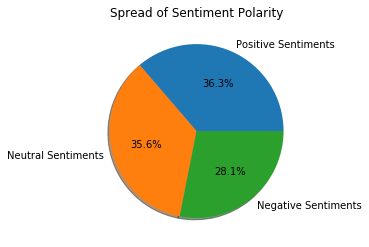 Spread of Sentiment Polarity
Positive Sentiments
36.3%
35.6%
Neutral Sentiments
28.1%
Negative Sentiments